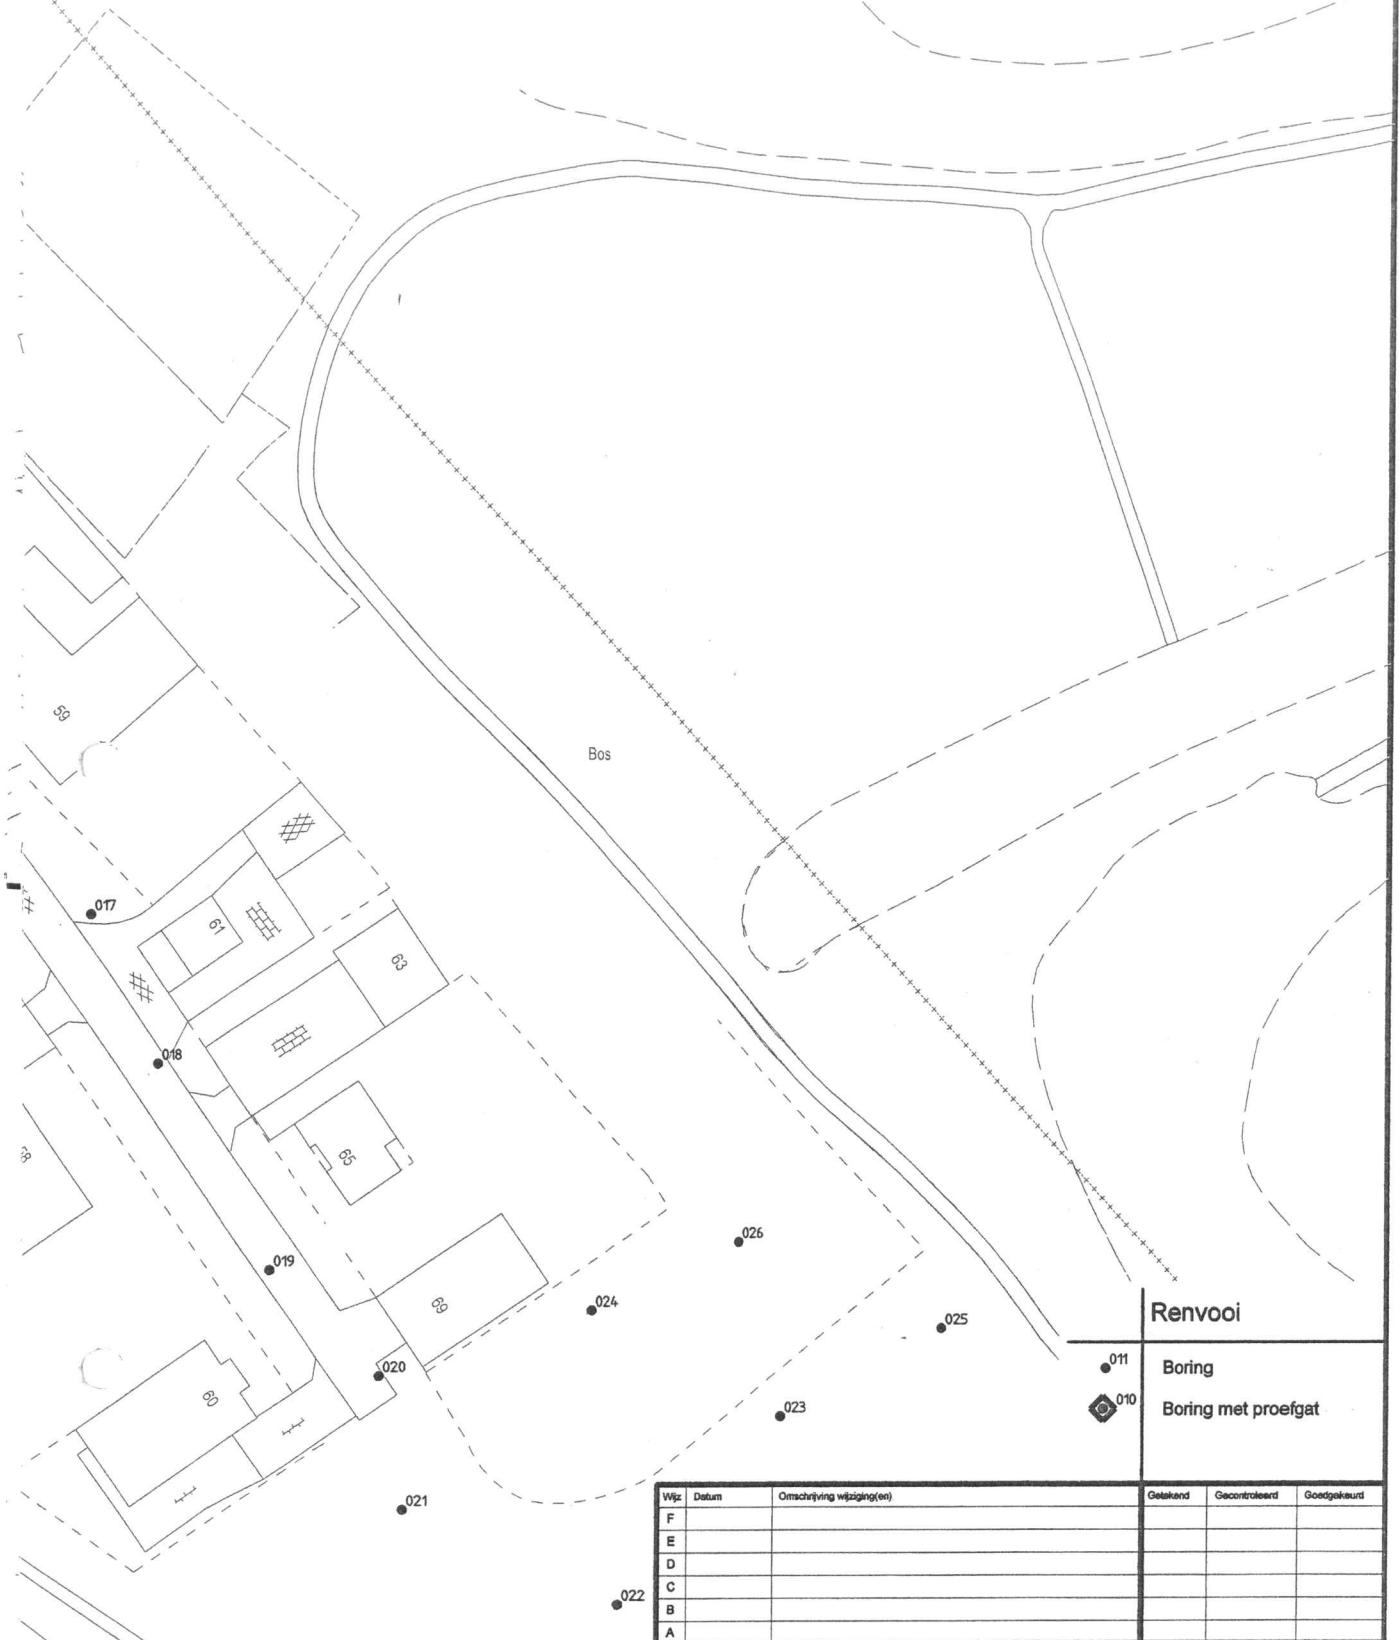 Bos
59
017
61
63
018
65
68
026
019
69
024
025
020
60
023
021
022
Renvooi
011 Boring
010 Boring met proefgat
Wijz Datum Omschrijving wijziging(en) Getekend Gecontroleerd Goedgekeurd
F
E
D
C
B
A